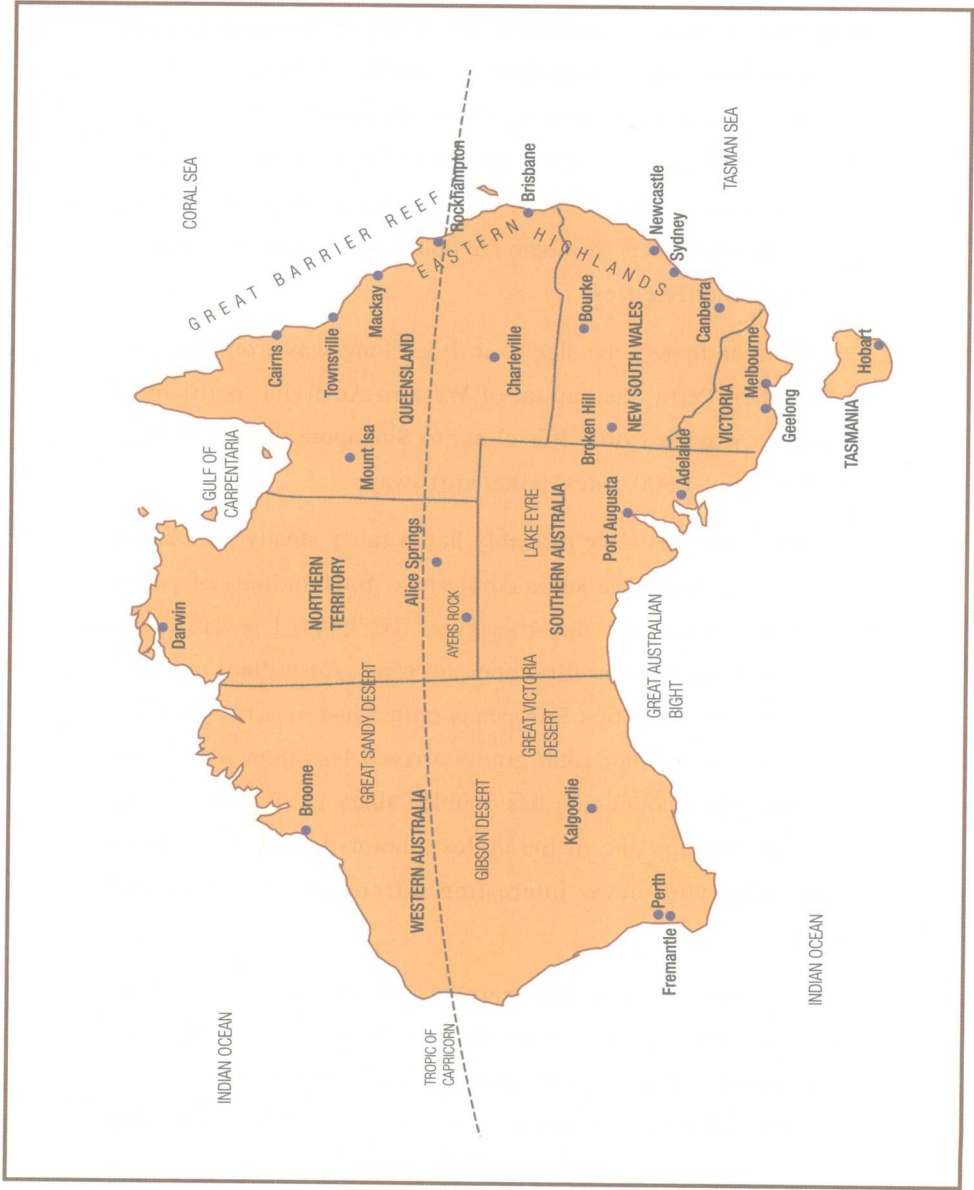 CORAL SEA
GREAT BARRIER REEF
GULF OF
CARPENTARIA
Darwin
Cairns
Townsville
Mackay
Rockhampton
INDIAN OCEAN
Broome
NORTHERN
TERRITORY
Mount Isa
QUEENSLAND
GREAT SANDY DESERT
WESTERN AUSTRALIA
Alice Springs
EASTERN HIGHLANDS
TROPIC OF
CAPRICORN
AYERS ROCK
GIBSON DESERT
Charleville
Brisbane
GREAT VICTORIA
DESERT
LAKE EYRE
SOUTHERN AUSTRALIA
Kalgoorlie
Bourke
Broken Hill
NEW SOUTH WALES
Port Augusta
Newcastle
Sydney
Perth
Fremantle
GREAT AUSTRALIAN
BIGHT
Adelaide
Canberra
TASMAN SEA
VICTORIA
Melbourne
Geelong
INDIAN OCEAN
TASMANIA
Hobart